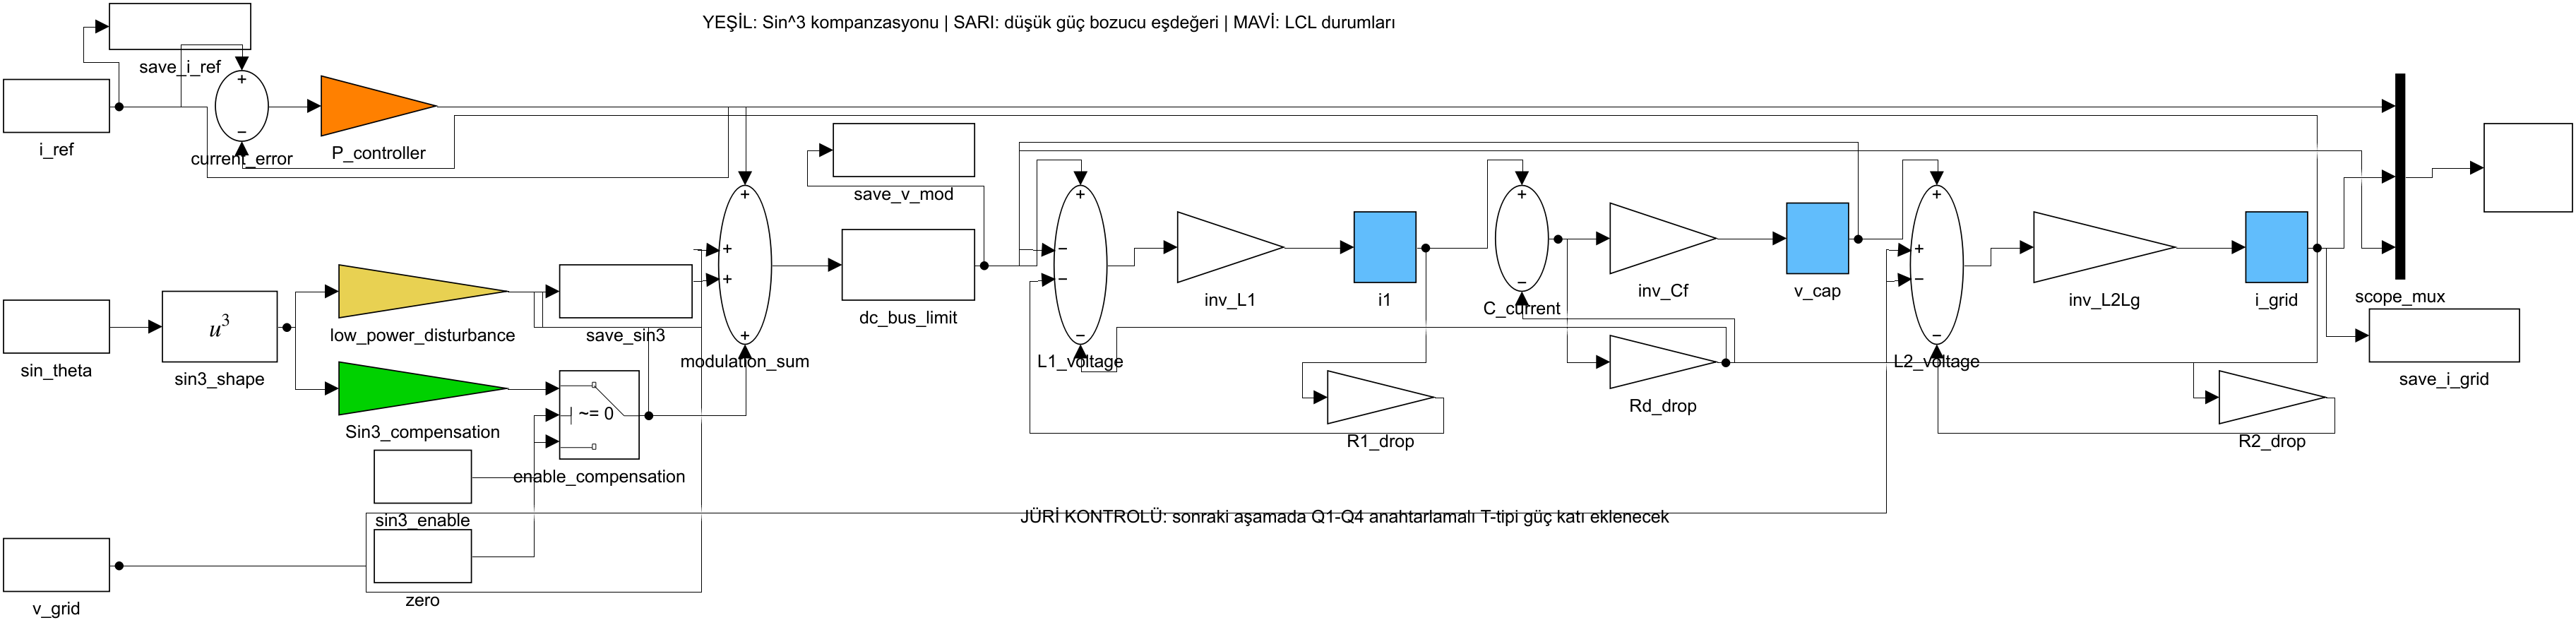 YEŞİL: Sin^3 kompanzasyonu | SARI: düşük güç bozucu eşdeğeri | MAVİ: LCL durumları
save_i_ref
+
−
i_ref
current_error
P_controller
save_v_mod
+
+
+
+
modulation_sum
dc_bus_limit
+
−
−
−
L1_voltage
inv_L1
i1
+
−
C_current
inv_Cf
v_cap
+
+
−
−
L2_voltage
inv_L2Lg
i_grid
scope_mux
save_i_grid
sin_theta
u³
sin3_shape
low_power_disturbance
save_sin3
Sin3_compensation
~= 0
enable_compensation
R1_drop
Rd_drop
R2_drop
sin3_enable
JÜRİ KONTROLÜ: sonraki aşamada Q1-Q4 anahtarlamalı T-tipi güç katı eklenecek
zero
v_grid